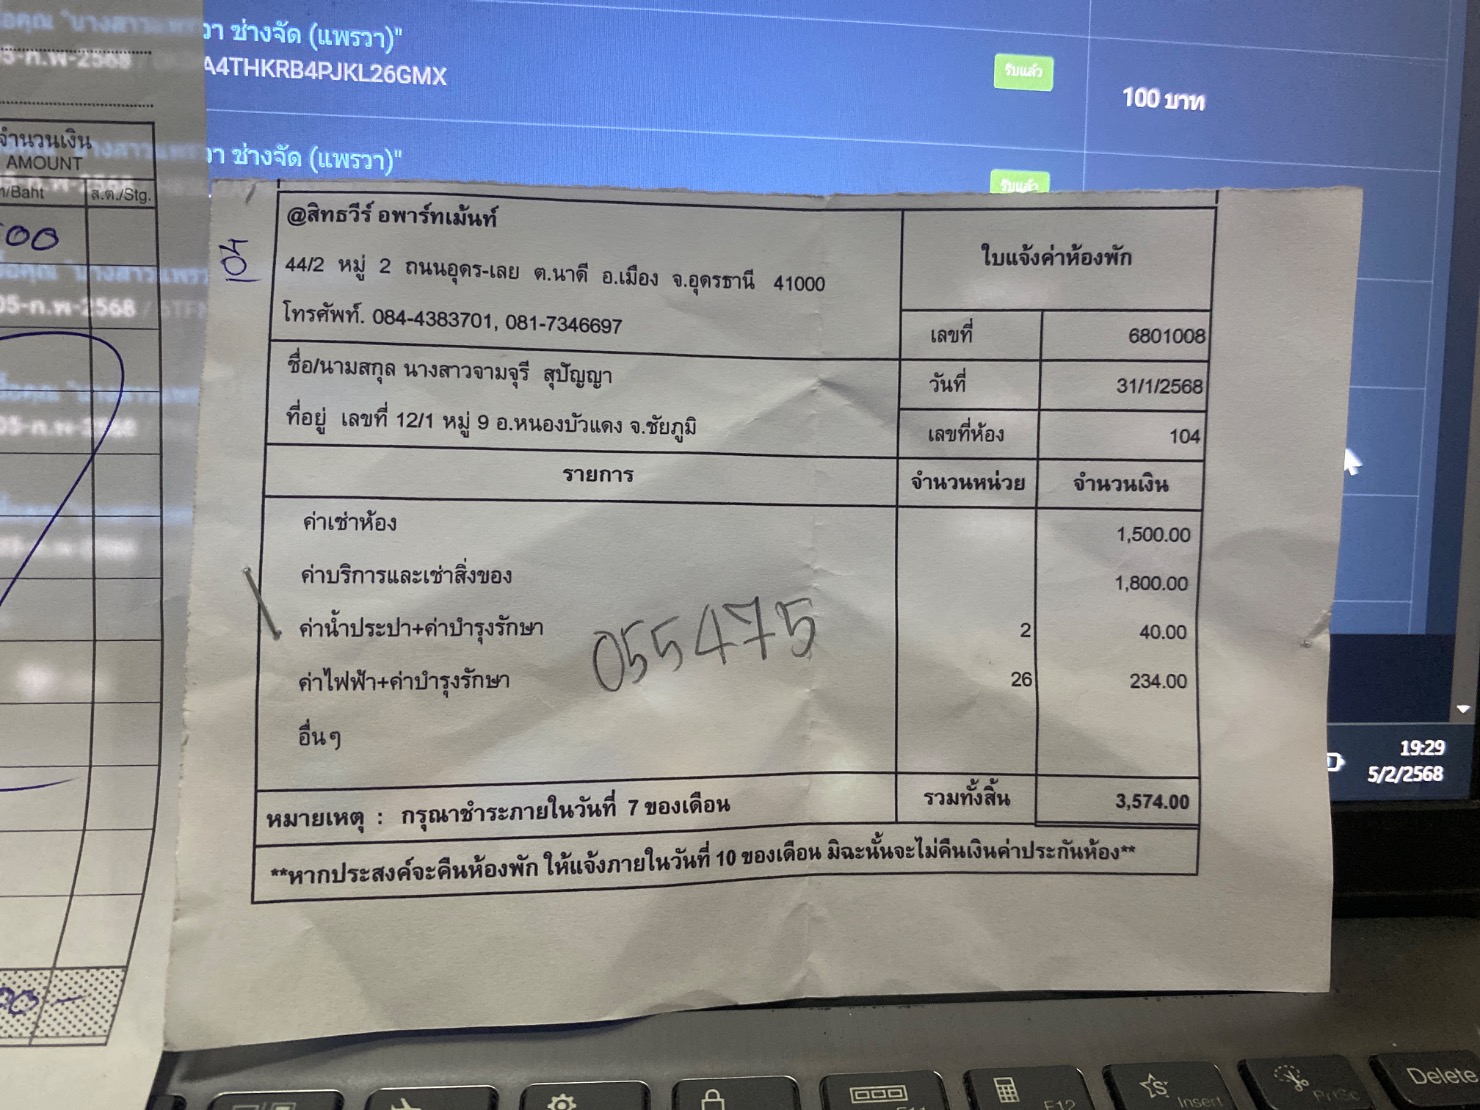 วา ช่างจัด (แพรวา)"
A4THKRB4PJKL26GMX
รับแล้ว
100 บาท
วา ช่างจัด (แพรวา)"
รับแล้ว
05-ก.พ-2568
จำนวนเงิน
AMOUNT
/Baht
ส.ต./Stg.
500
05-ก.พ-2568
104
@สิทธวีร์ อพาร์ทเม้นท์
44/2 หมู่ 2 ถนนอุดร-เลย ต.นาดี อ.เมือง จ.อุดรธานี 41000
โทรศัพท์. 084-4383701, 081-7346697
ใบแจ้งค่าห้องพัก
เลขที่ 6801008
ชื่อ/นามสกุล นางสาวจามจุรี สุปัญญา
วันที่ 31/1/2568
ที่อยู่ เลขที่ 12/1 หมู่ 9 อ.หนองบัวแดง จ.ชัยภูมิ
เลขที่ห้อง 104
รายการ จำนวนหน่วย จำนวนเงิน
ค่าเช่าห้อง 1,500.00
ค่าบริการและเช่าสิ่งของ 1,800.00
ค่าน้ำประปา+ค่าบำรุงรักษา 2 40.00
055475
ค่าไฟฟ้า+ค่าบำรุงรักษา 26 234.00
อื่นๆ
หมายเหตุ : กรุณาชำระภายในวันที่ 7 ของเดือน
รวมทั้งสิ้น 3,574.00
**หากประสงค์จะคืนห้องพัก ให้แจ้งภายในวันที่ 10 ของเดือน มิฉะนั้นจะไม่คืนเงินค่าประกันห้อง**
19:29
5/2/2568
F12
Insert
PrtSc
Delete